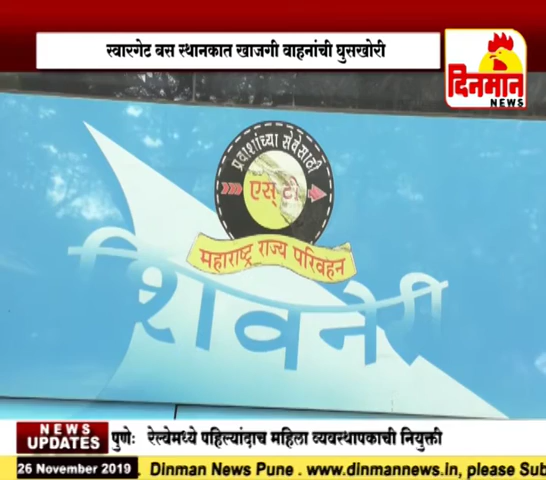 स्वारगेट बस स्थानकात खाजगी वाहनांची घुसखोरी
दिनमान
NEWS
प्रवाशांच्या सेवेसाठी
एस् टी
महाराष्ट्र राज्य परिवहन
शिवनेरी
NEWS
UPDATES
पुणेः रेल्वेमध्ये पहिल्यांदाच महिला व्यवस्थापकाची नियुक्ती
26 November 2019
Dinman News Pune . www.dinmannews.in, please Sub